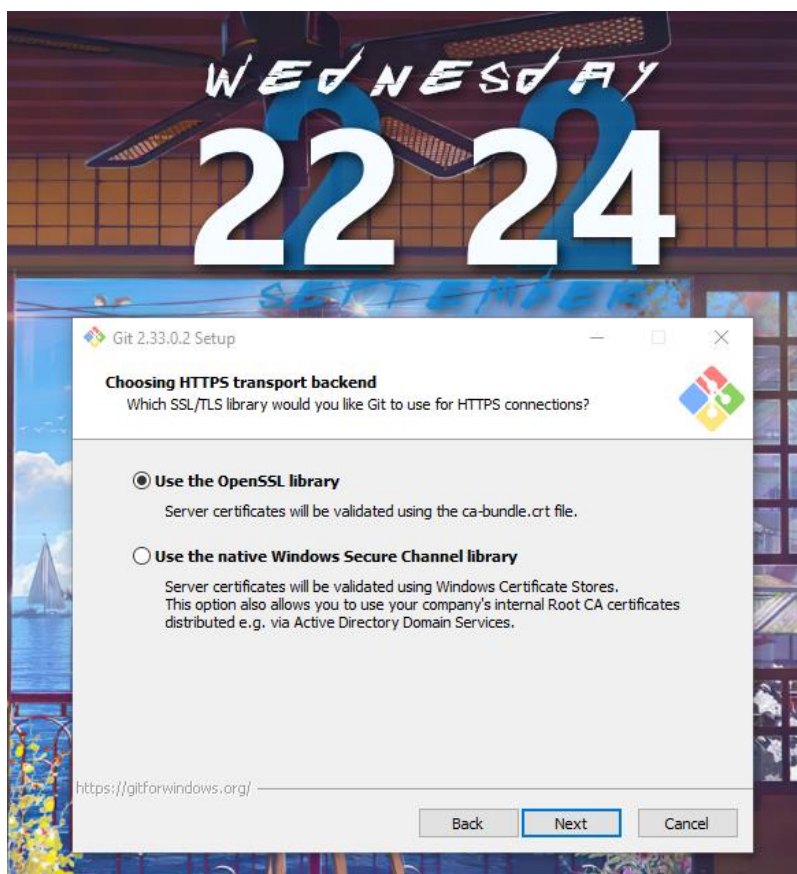 WEDNESDAY
22
22 24
SEPTEMBER
Git 2.33.0.2 Setup
Choosing HTTPS transport backend
Which SSL/TLS library would you like Git to use for HTTPS connections?
Use the OpenSSL library
Server certificates will be validated using the ca-bundle.crt file.
Use the native Windows Secure Channel library
Server certificates will be validated using Windows Certificate Stores.
This option also allows you to use your company's internal Root CA certificates
distributed e.g. via Active Directory Domain Services.
https://gitforwindows.org/
Back Next Cancel